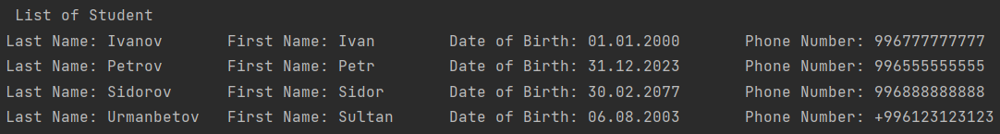 List of Student
Last Name: Ivanov First Name: Ivan Date of Birth: 01.01.2000 Phone Number: 996777777777
Last Name: Petrov First Name: Petr Date of Birth: 31.12.2023 Phone Number: 996555555555
Last Name: Sidorov First Name: Sidor Date of Birth: 30.02.2077 Phone Number: 996888888888
Last Name: Urmanbetov First Name: Sultan Date of Birth: 06.08.2003 Phone Number: +996123123123